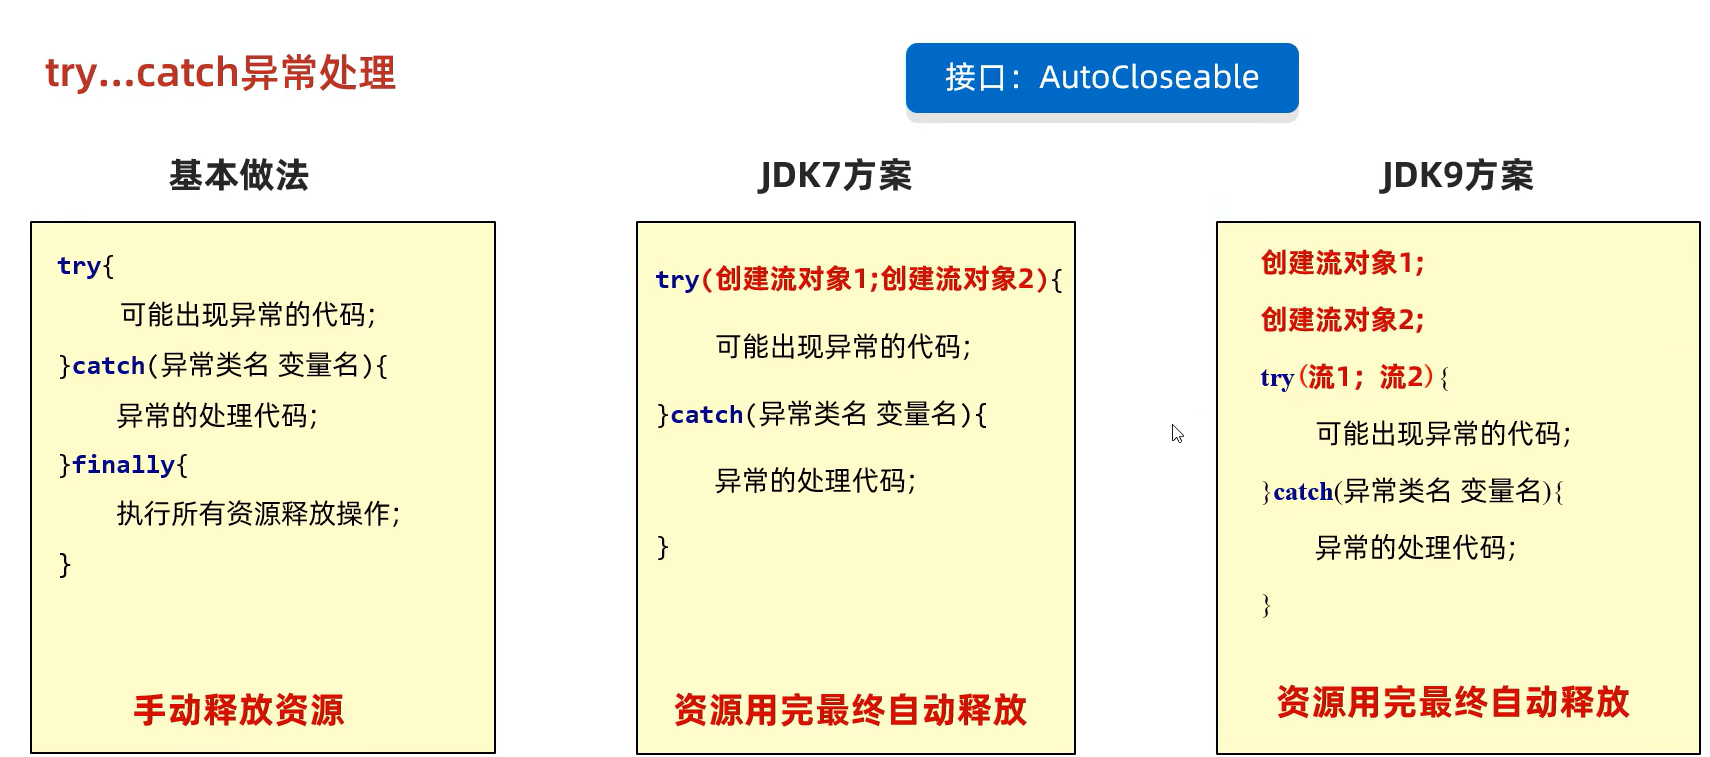 try...catch异常处理
接口：AutoCloseable
基本做法
try{
可能出现异常的代码;
}catch(异常类名 变量名){
异常的处理代码;
}finally{
执行所有资源释放操作;
}
手动释放资源
JDK7方案
try(创建流对象1;创建流对象2){
可能出现异常的代码;
}catch(异常类名 变量名){
异常的处理代码;
}
资源用完最终自动释放
JDK9方案
创建流对象1;
创建流对象2;
try(流1；流2){
可能出现异常的代码;
}catch(异常类名 变量名){
异常的处理代码;
}
资源用完最终自动释放